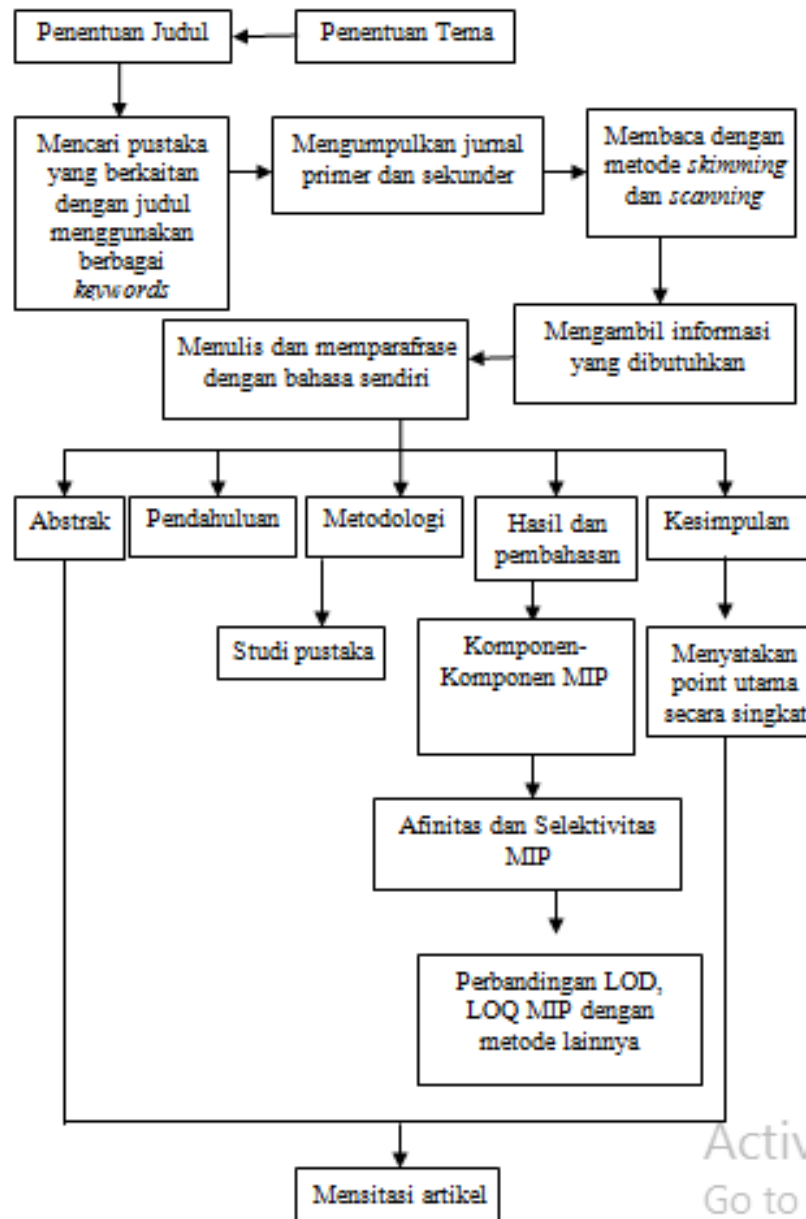 Penentuan Judul
Penentuan Tema
Mencari pustaka
yang berkaitan
dengan judul
menggunakan
berbagai
keywords
Mengumpulkan jurnal
primer dan sekunder
Membaca dengan
metode skimming
dan scanning
Mengambil informasi
yang dibutuhkan
Menulis dan memparafrase
dengan bahasa sendiri
Abstrak
Pendahuluan
Metodologi
Hasil dan
pembahasan
Kesimpulan
Studi pustaka
Komponen-
Komponen MIP
Menyatakan
point utama
secara singkat
Afinitas dan Selektivitas
MIP
Perbandingan LOD,
LOQ MIP dengan
metode lainnya
Mensitasi artikel
Activ
Go to